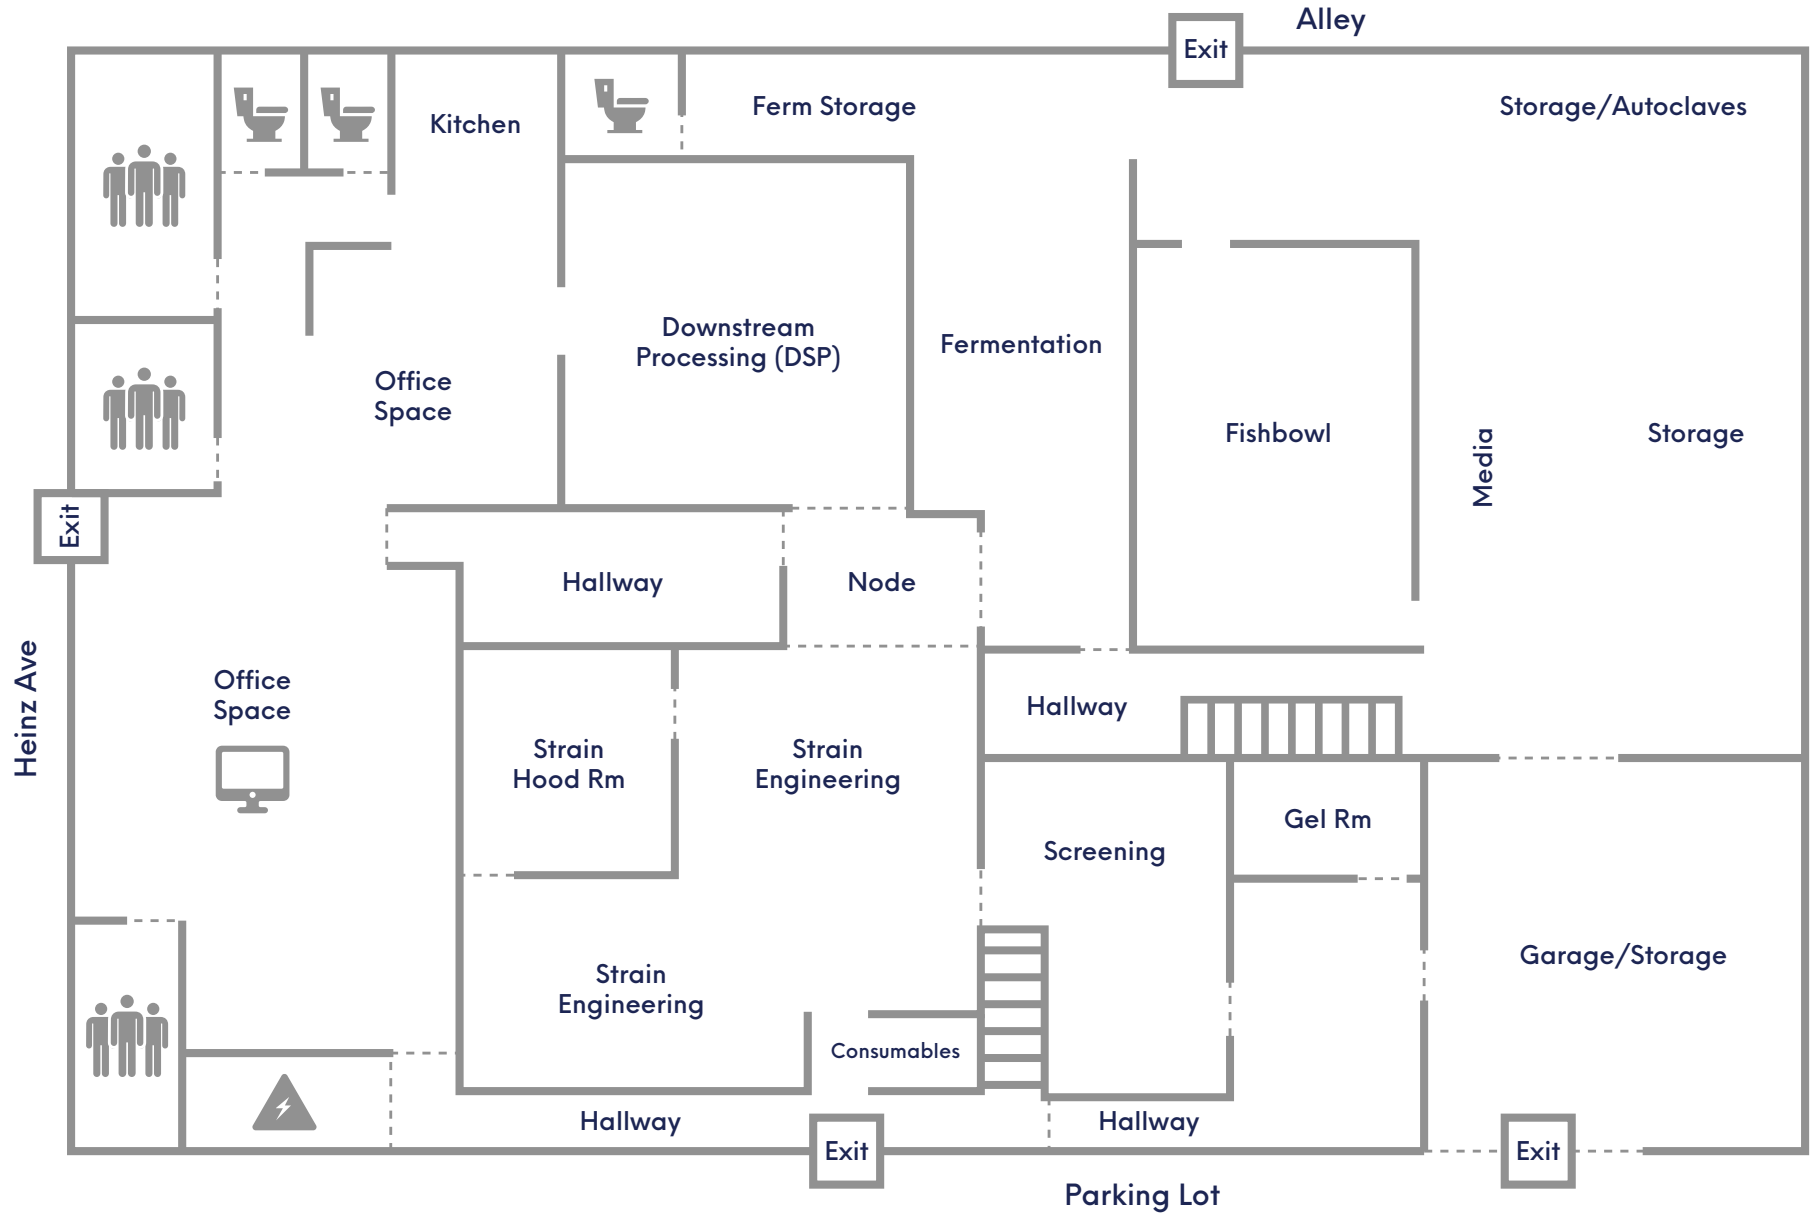 Alley
Exit
Ferm Storage
Storage/Autoclaves
Kitchen
Downstream
Processing (DSP)
Fermentation
Office
Space
Fishbowl
Media
Storage
Exit
Hallway
Node
Heinz Ave
Office
Space
Hallway
Strain
Hood Rm
Strain
Engineering
Gel Rm
Screening
Garage/Storage
Strain
Engineering
Consumables
Hallway
Hallway
Exit
Exit
Parking Lot